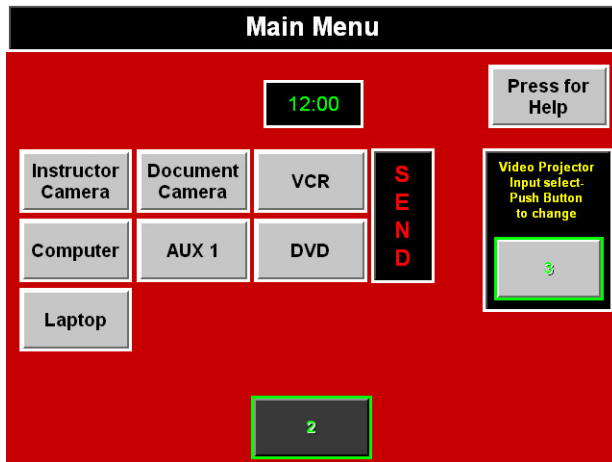 Main Menu
12:00
Press for
Help
Instructor
Camera
Document
Camera
VCR
SEND
Video Projector
Input select-
Push Button
to change
Computer
AUX 1
DVD
3
Laptop
2